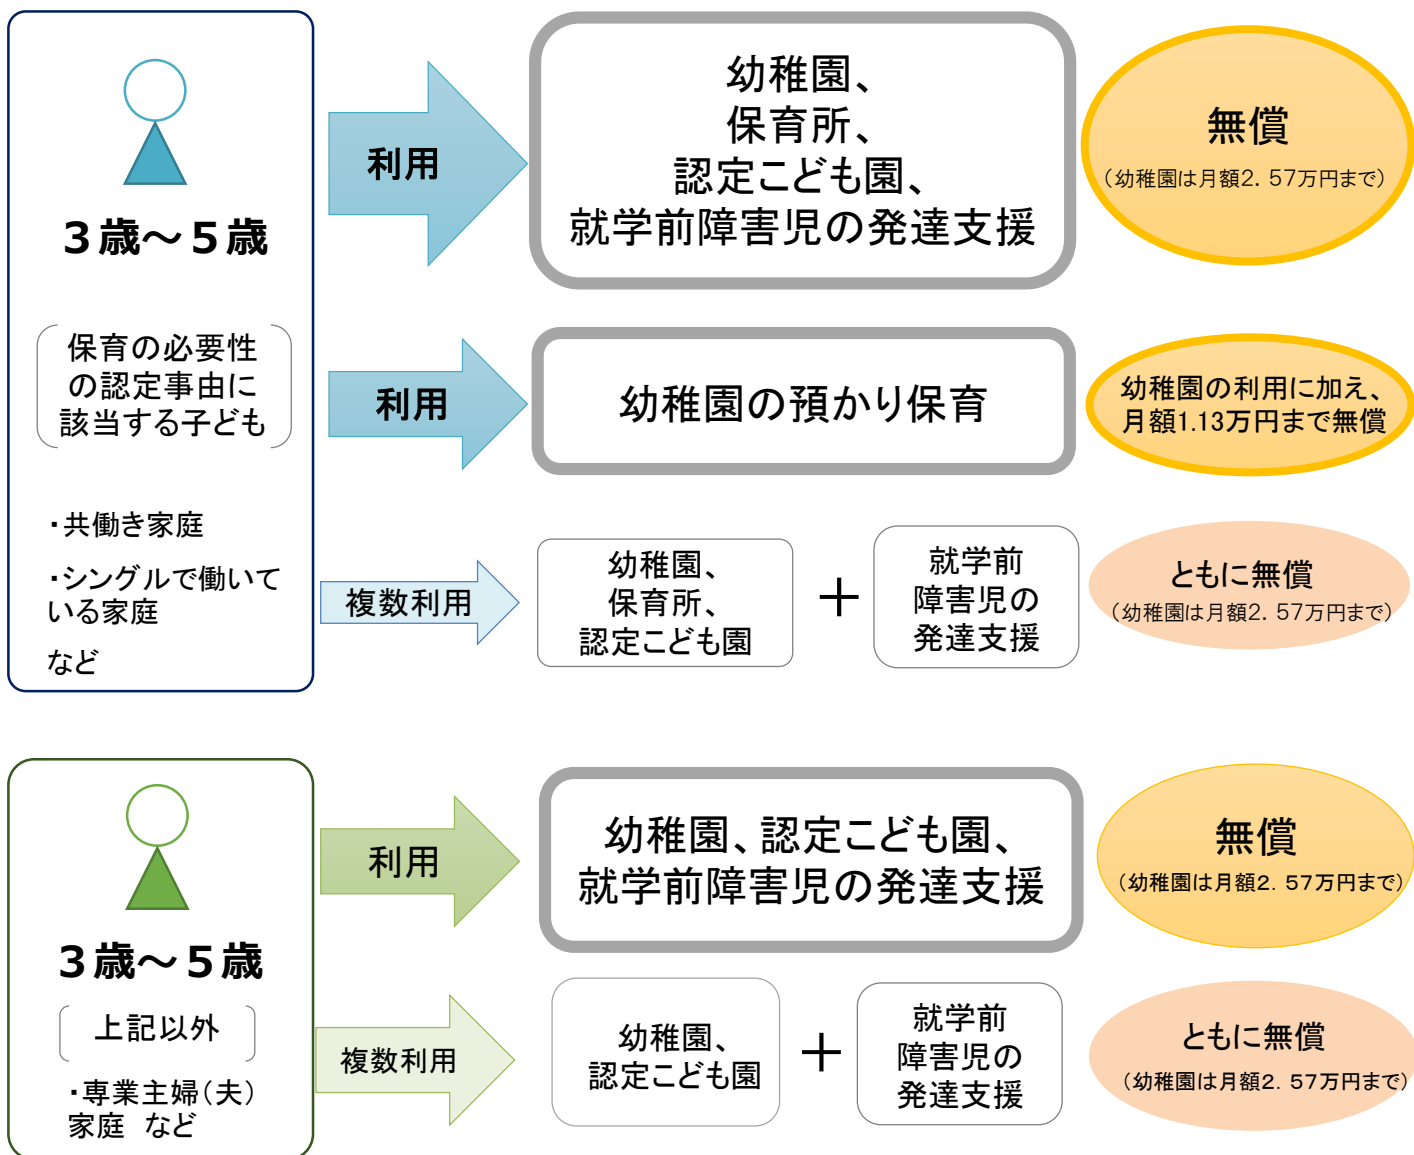 3歳～5歳
保育の必要性
の認定事由に
該当する子ども
・共働き家庭
・シングルで働いて
いる家庭
など
利用
幼稚園、
保育所、
認定こども園、
就学前障害児の発達支援
無償
（幼稚園は月額2．57万円まで）
利用
幼稚園の預かり保育
幼稚園の利用に加え、
月額1.13万円まで無償
複数利用
幼稚園、
保育所、
認定こども園
＋
就学前
障害児の
発達支援
ともに無償
（幼稚園は月額2．57万円まで）
3歳～5歳
上記以外
・専業主婦（夫）
家庭 など
利用
幼稚園、認定こども園、
就学前障害児の発達支援
無償
（幼稚園は月額2．57万円まで）
複数利用
幼稚園、
認定こども園
＋
就学前
障害児の
発達支援
ともに無償
（幼稚園は月額2．57万円まで）